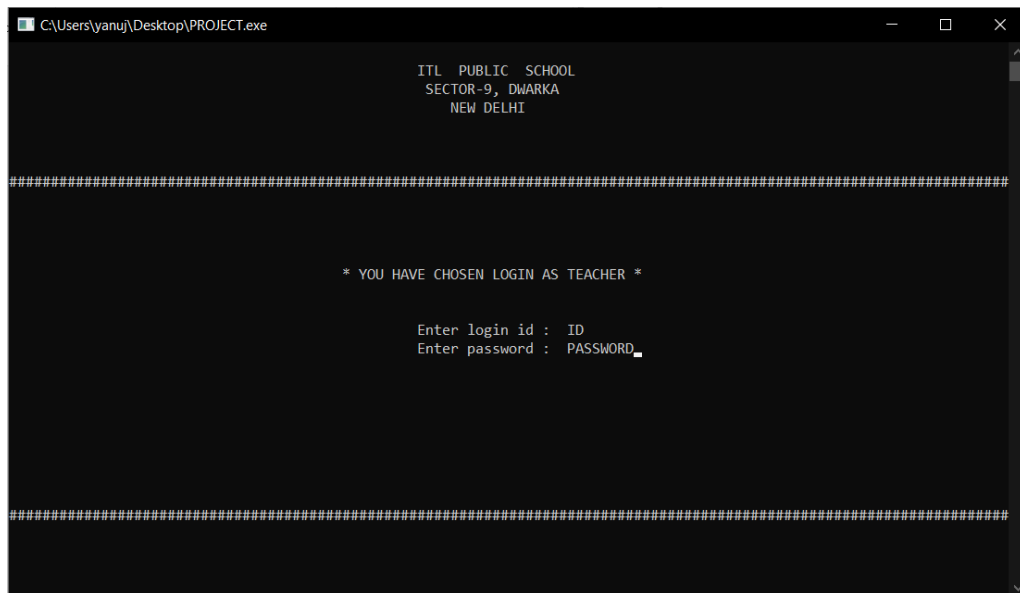 C:\Users\yanuj\Desktop\PROJECT.exe
ITL PUBLIC SCHOOL
SECTOR-9, DWARKA
NEW DELHI
########################################################################################################################
* YOU HAVE CHOSEN LOGIN AS TEACHER *
Enter login id : ID
Enter password : PASSWORD
########################################################################################################################